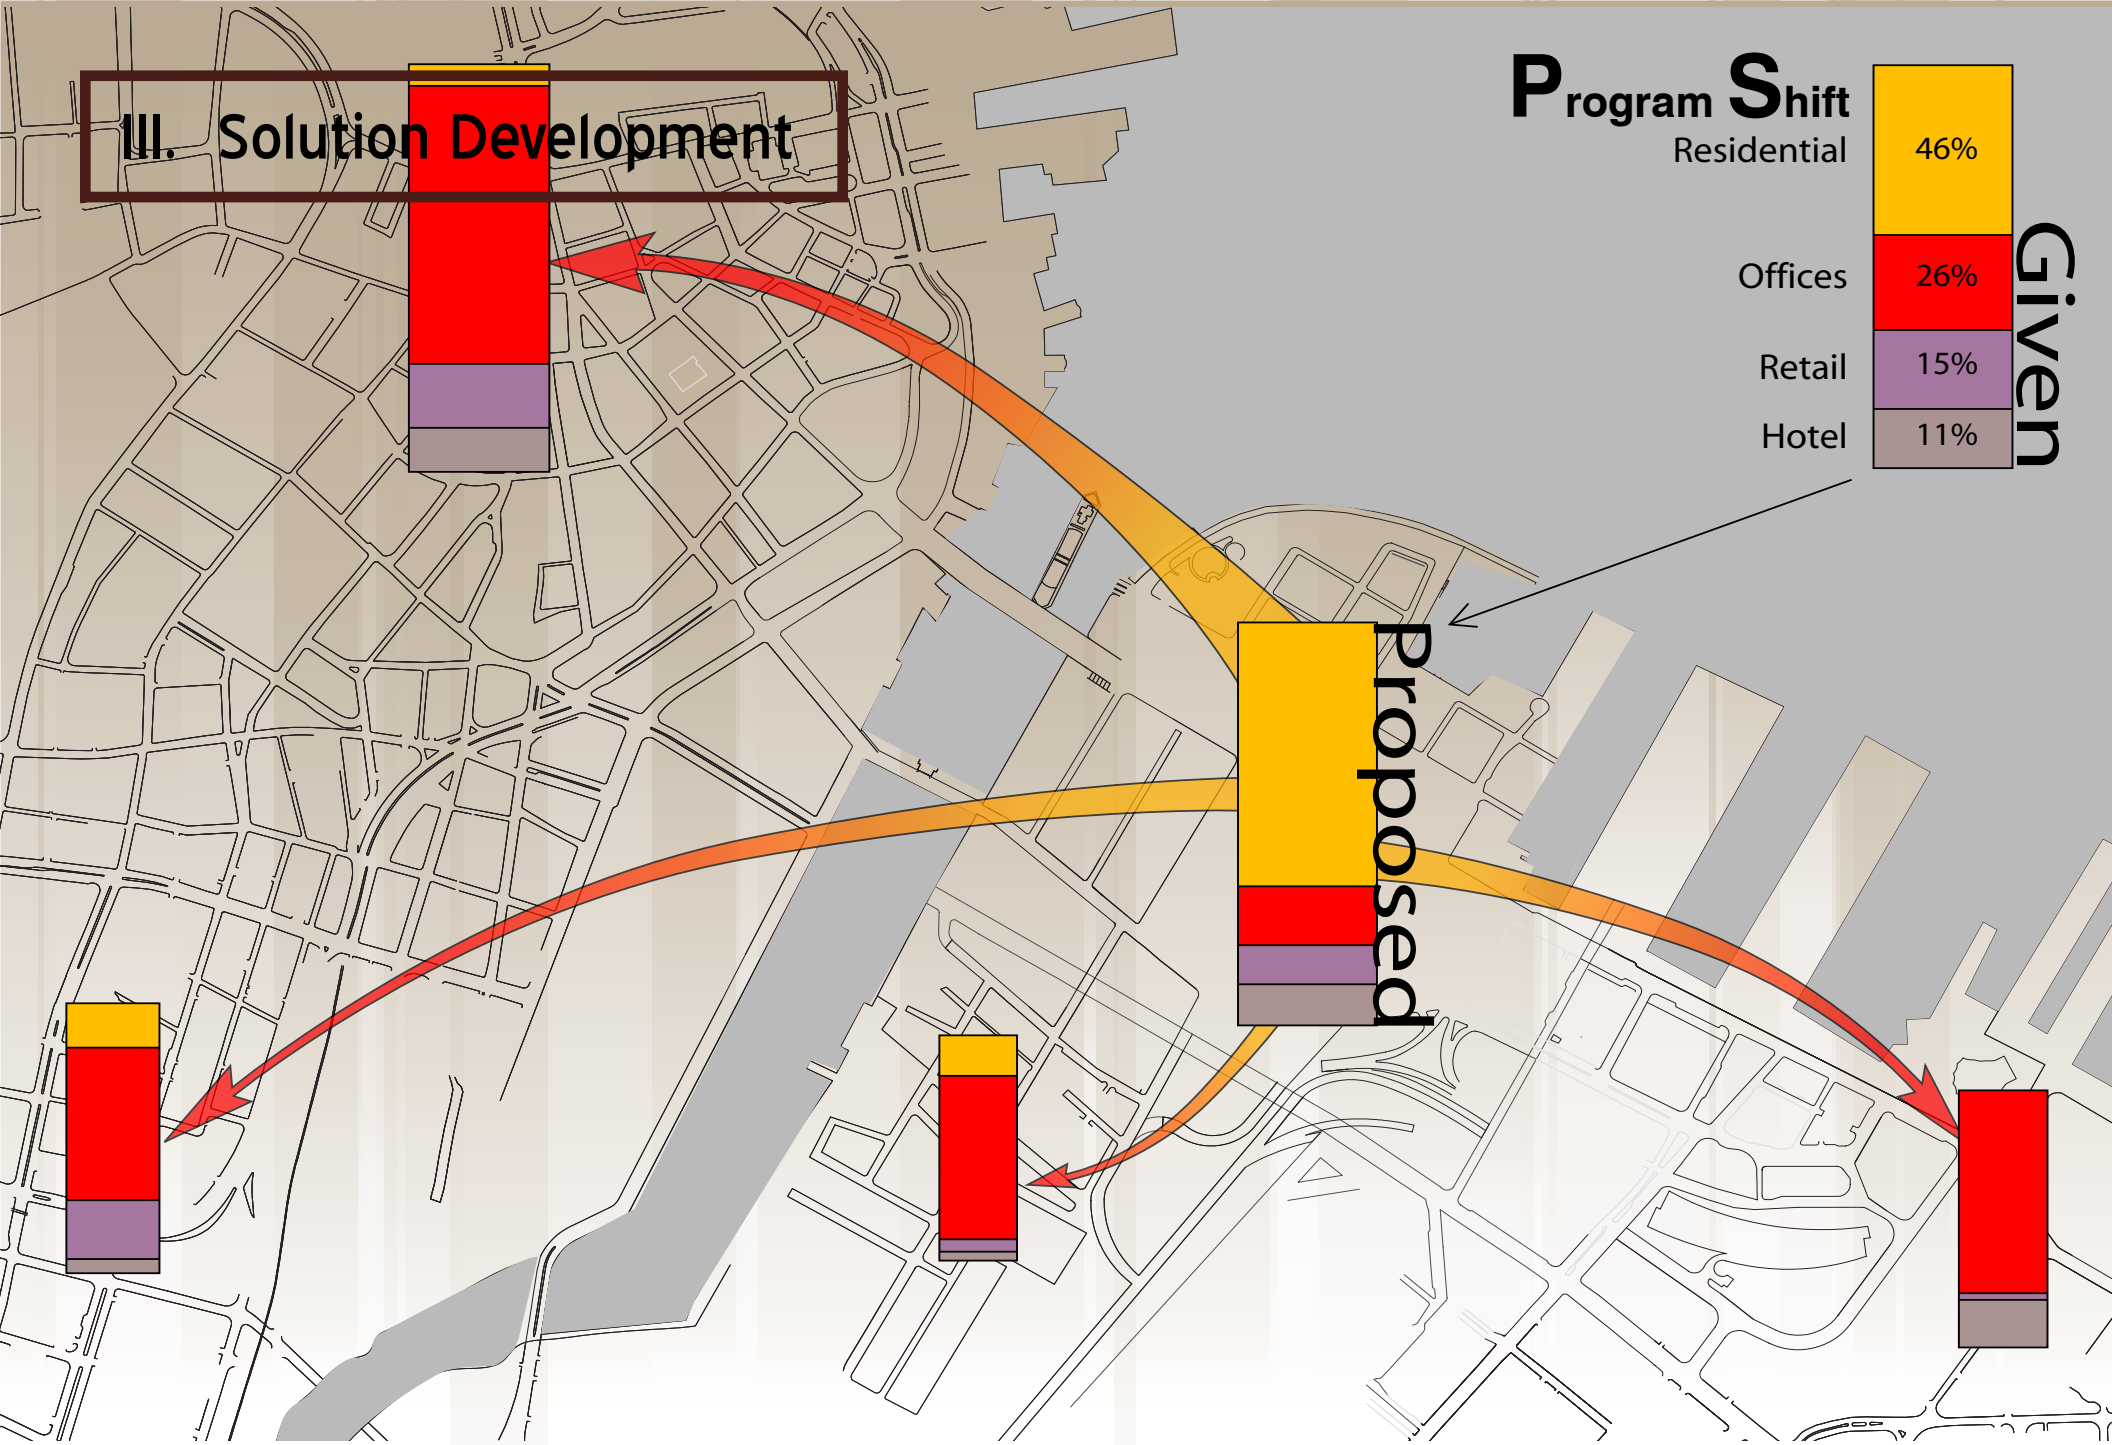 III. Solution Development
Program Shift
Residential
46%
Offices
26%
Retail
15%
Hotel
11%
Given
Proposed